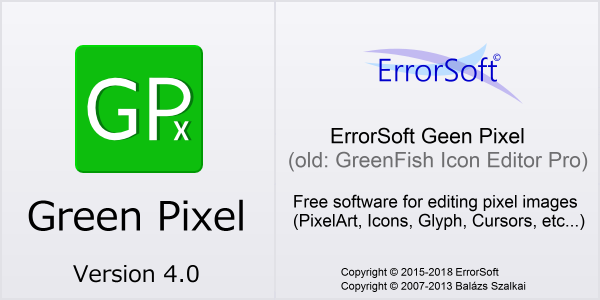 GPx
Green Pixel
Version 4.0
ErrorSoft©
ErrorSoft Geen Pixel
(old: GreenFish Icon Editor Pro)
Free software for editing pixel images
(PixelArt, Icons, Glyph, Cursors, etc...)
Copyright © 2015-2018 ErrorSoft
Copyright © 2007-2013 Balázs Szalkai